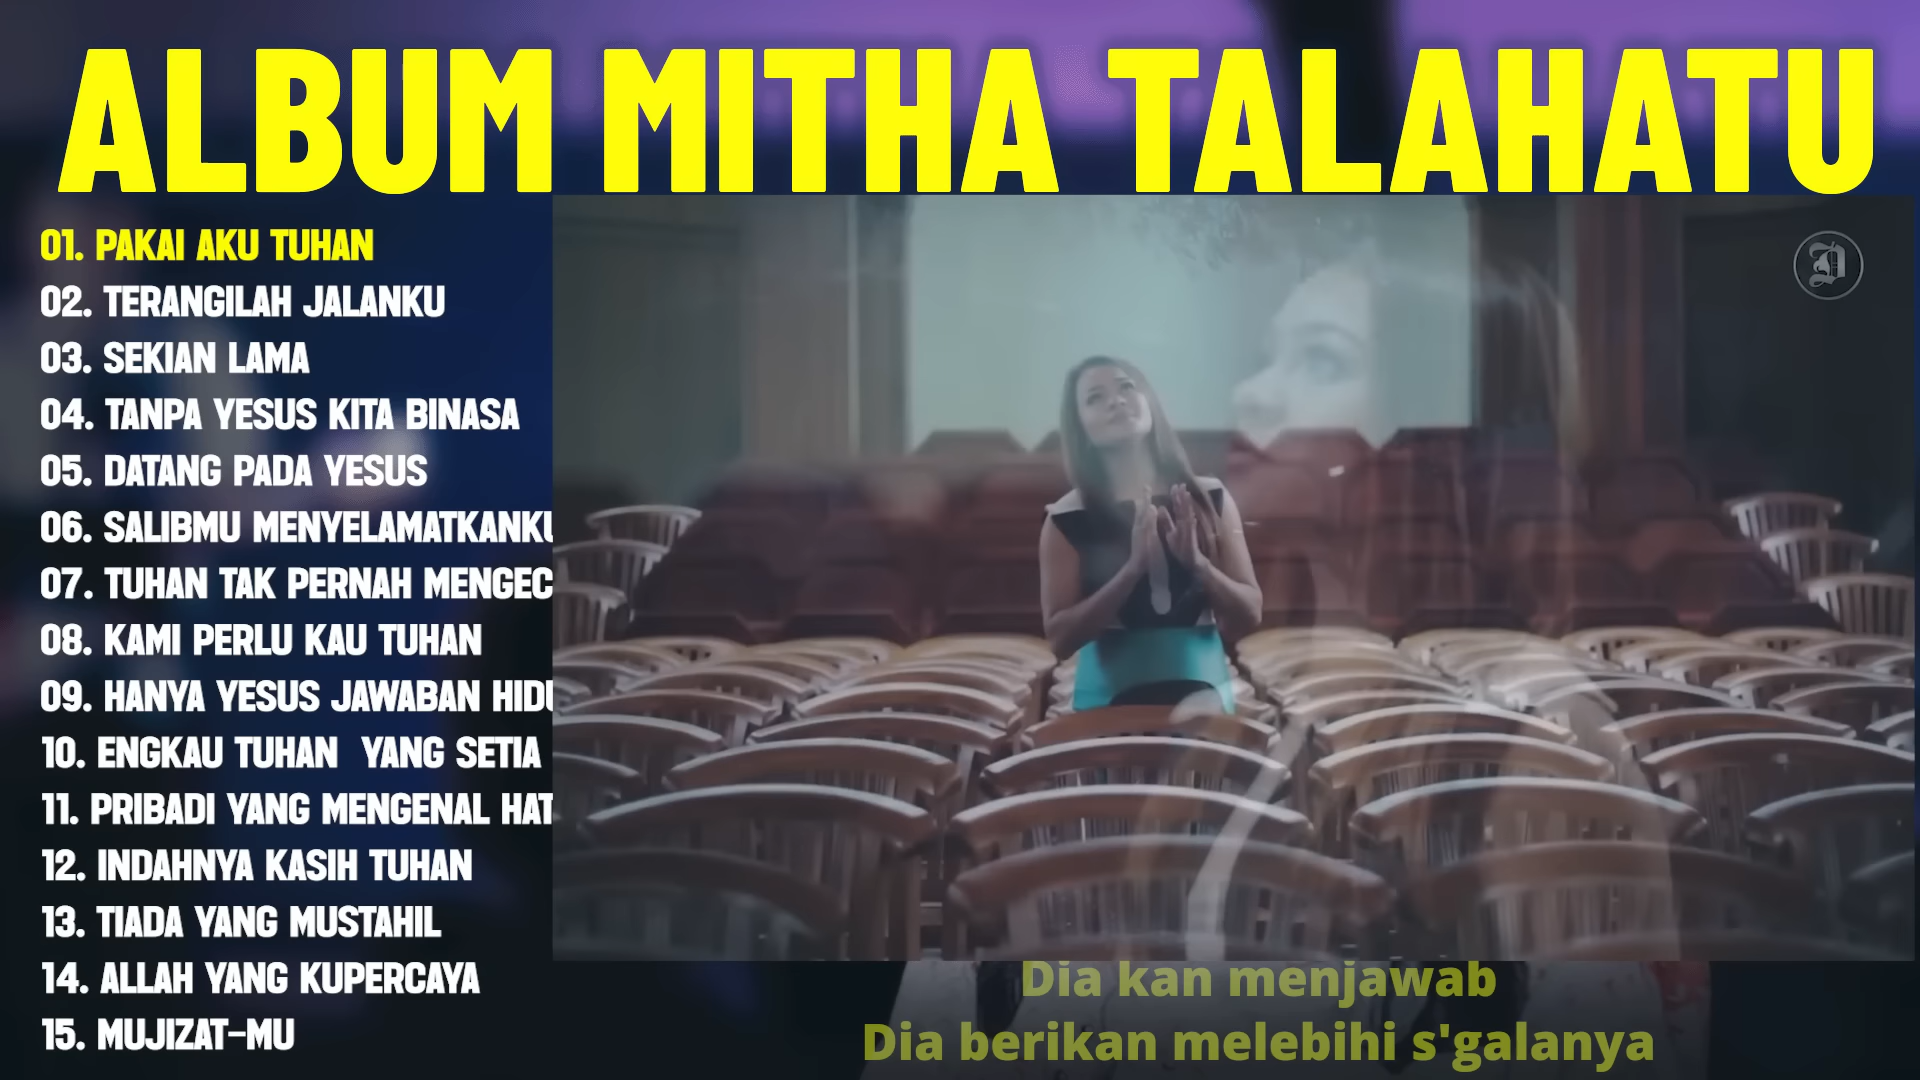 ALBUM MITHA TALAHATU
01. PAKAI AKU TUHAN
02. TERANGILAH JALANKU
03. SEKIAN LAMA
04. TANPA YESUS KITA BINASA
05. DATANG PADA YESUS
06. SALIBMU MENYELAMATKANKU
07. TUHAN TAK PERNAH MENGEC
08. KAMI PERLU KAU TUHAN
09. HANYA YESUS JAWABAN HIDU
10. ENGKAU TUHAN  YANG SETIA
11. PRIBADI YANG MENGENAL HAT
12. INDAHNYA KASIH TUHAN
13. TIADA YANG MUSTAHIL
14. ALLAH YANG KUPERCAYA
15. MUJIZAT-MU
Dia kan menjawab
Dia berikan melebihi s'galanya